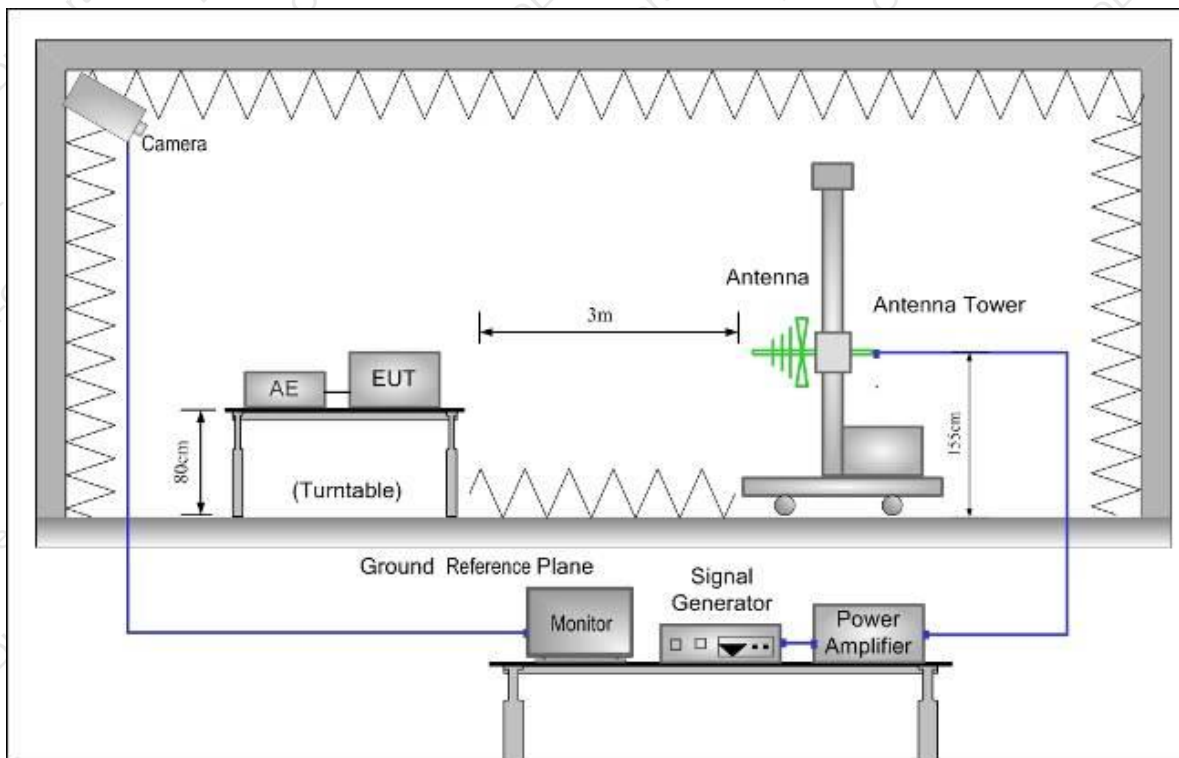 Camera
Antenna
3m
Antenna Tower
AE
EUT
80cm
155cm
(Turntable)
Ground Reference Plane
Signal
Generator
Monitor
Power
Amplifier